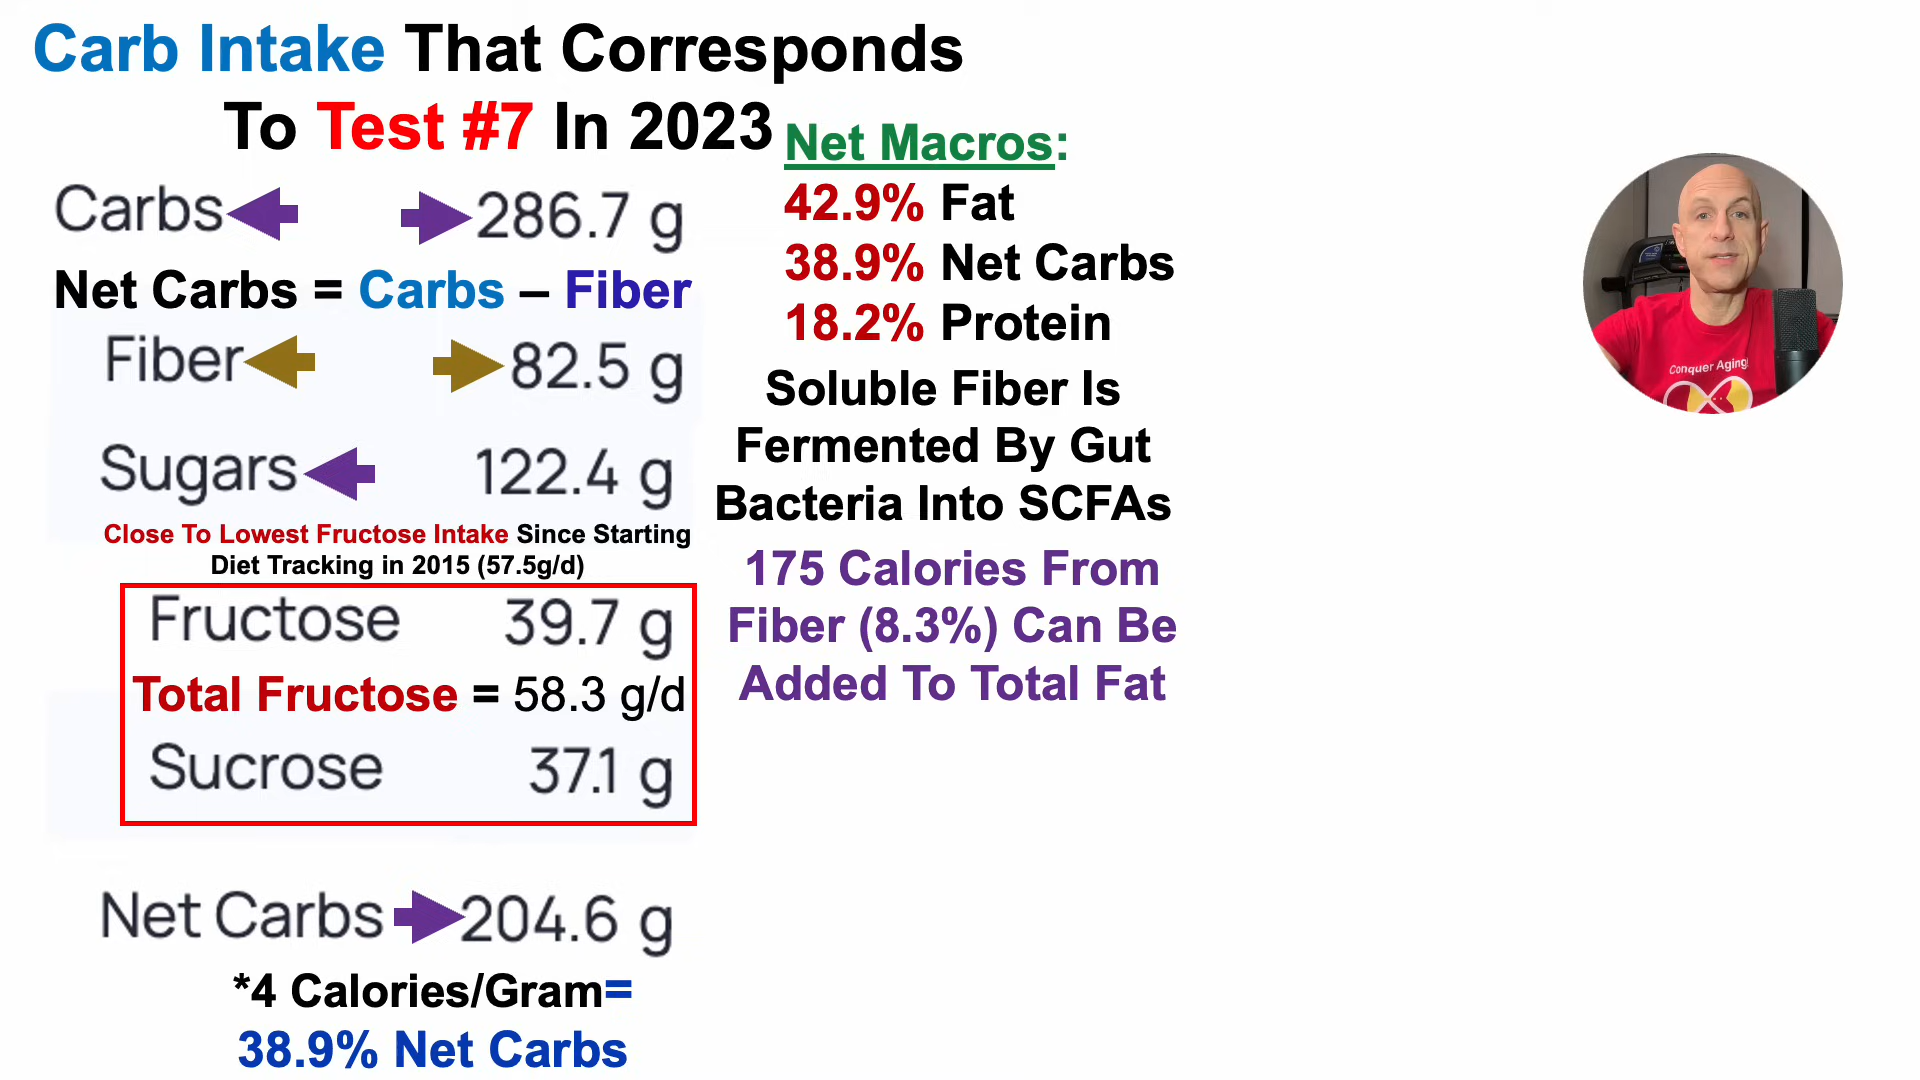 Carb Intake That Corresponds
To Test #7 In 2023
Carbs 286.7 g
Net Carbs = Carbs – Fiber
Fiber 82.5 g
Sugars 122.4 g
Close To Lowest Fructose Intake Since Starting
Diet Tracking in 2015 (57.5g/d)
Fructose 39.7 g
Total Fructose = 58.3 g/d
Sucrose 37.1 g
Net Carbs 204.6 g
*4 Calories/Gram=
38.9% Net Carbs
Net Macros:
42.9% Fat
38.9% Net Carbs
18.2% Protein
Soluble Fiber Is
Fermented By Gut
Bacteria Into SCFAs
175 Calories From
Fiber (8.3%) Can Be
Added To Total Fat
Conquer Aging!